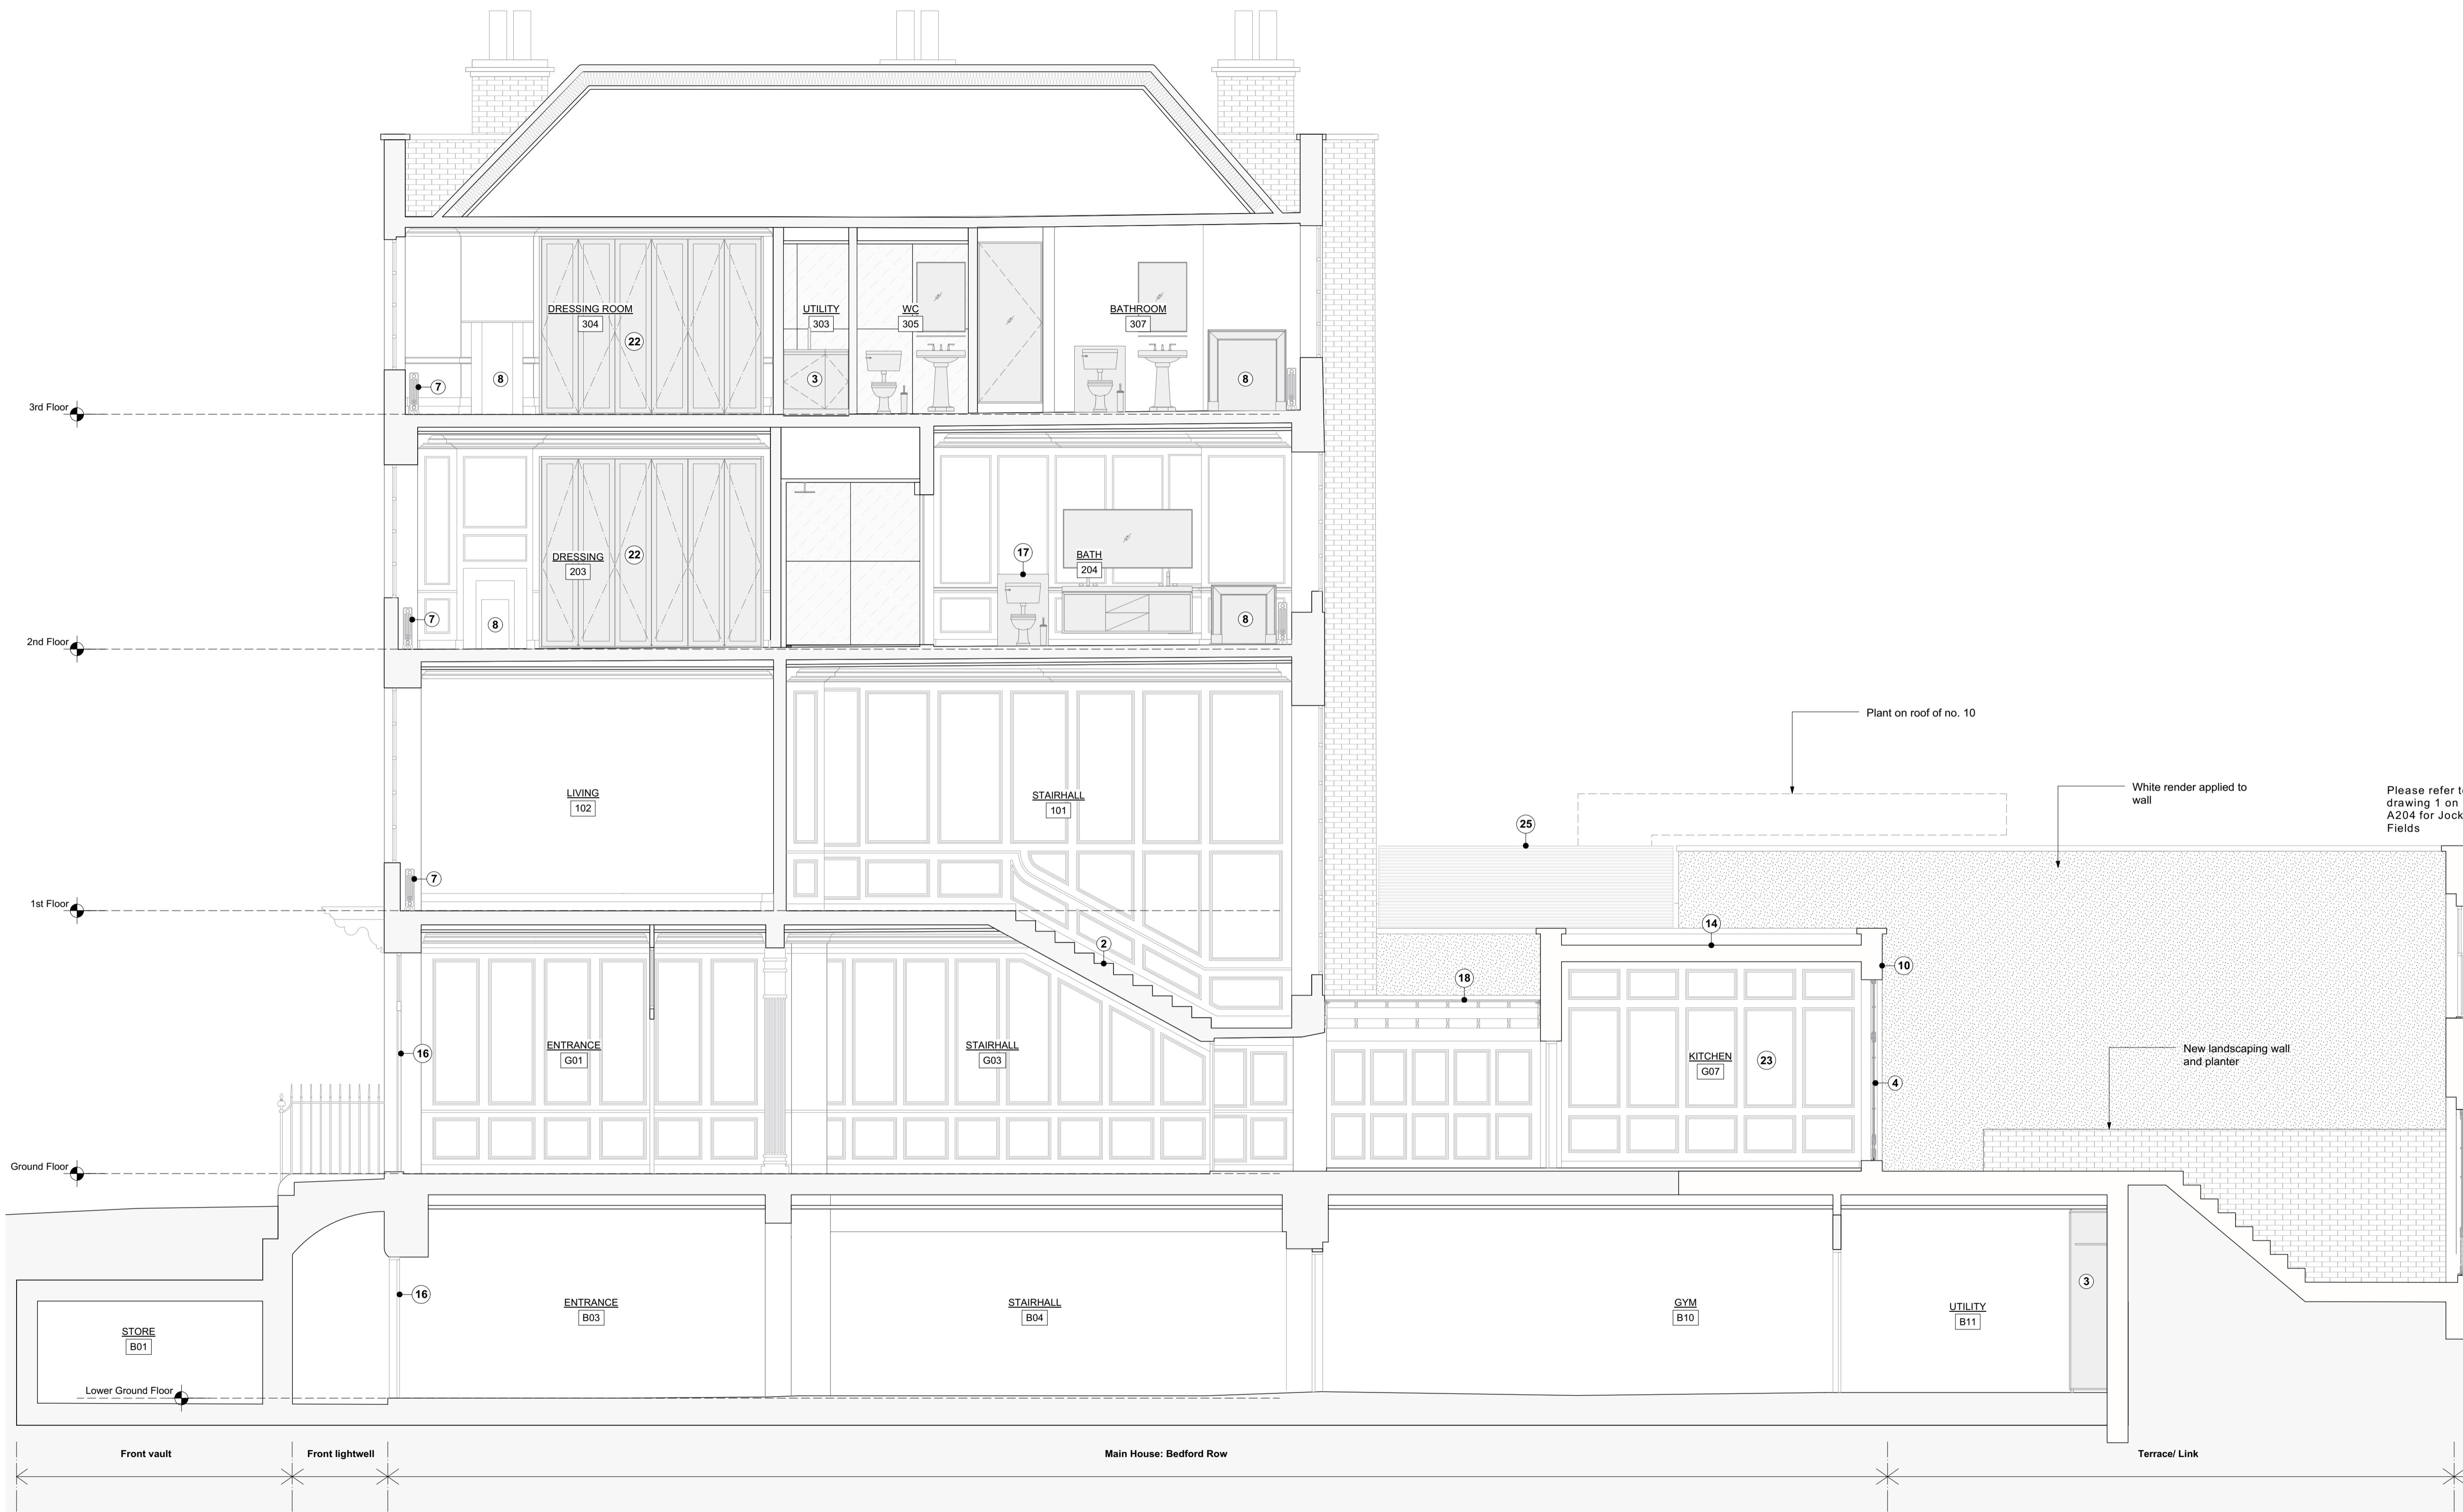 DRESSING ROOM
304
22
UTILITY
303
WC
305
BATHROOM
307
7
8
3
8
3rd Floor
DRESSING
203
22
17
BATH
204
7
8
8
2nd Floor
Plant on roof of no. 10
White render applied to
wall
Please refer t
drawing 1 on
A204 for Jock
Fields
LIVING
102
STAIRHALL
101
25
7
1st Floor
14
2
10
18
16
ENTRANCE
G01
STAIRHALL
G03
KITCHEN
G07
23
New landscaping wall
and planter
4
Ground Floor
16
ENTRANCE
B03
STAIRHALL
B04
GYM
B10
UTILITY
B11
3
STORE
B01
Lower Ground Floor
Front vault
Front lightwell
Main House: Bedford Row
Terrace/ Link